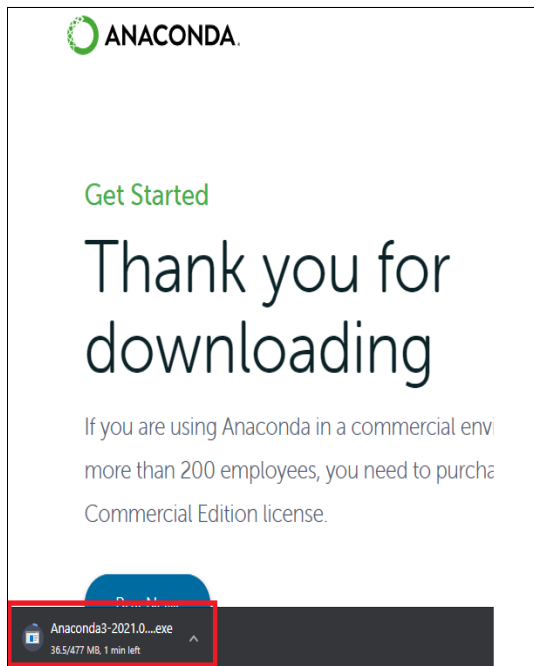 ANACONDA.
Get Started
Thank you for
downloading
If you are using Anaconda in a commercial envi
more than 200 employees, you need to purcha
Commercial Edition license.
Anaconda3-2021.0....exe
36.5/477 MB, 1 min left